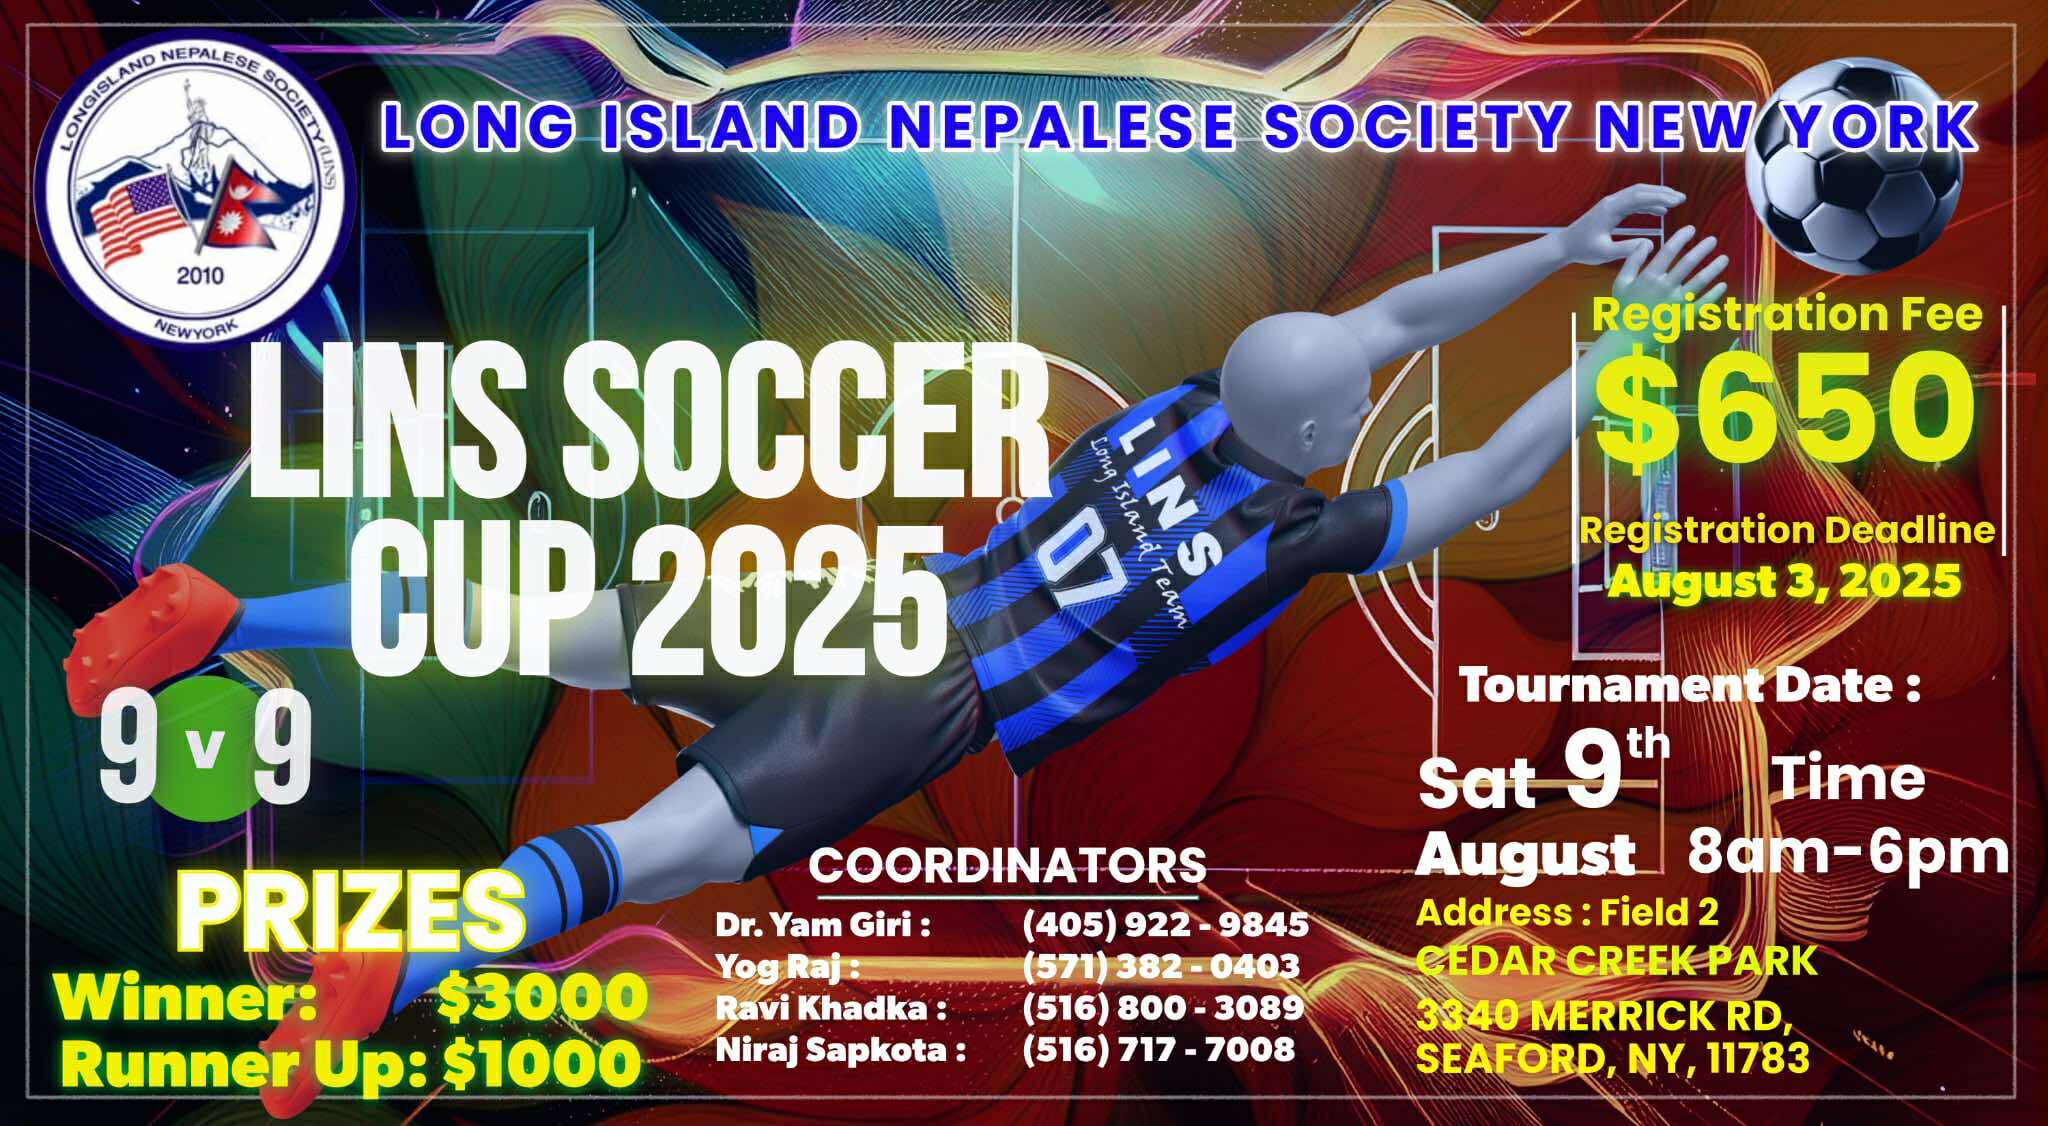 LONGISLAND NEPALESE SOCIETY (LINS)
2010
NEWYORK
LONG ISLAND NEPALESE SOCIETY NEW YORK
LINS SOCCER
CUP 2025
9 v 9
LINS
Long Island Team
07
Registration Fee
$650
Registration Deadline
August 3, 2025
Tournament Date :
Sat 9th
August
Time
8am-6pm
Address : Field 2
CEDAR CREEK PARK
3340 MERRICK RD,
SEAFORD, NY, 11783
PRIZES
Winner: $3000
Runner Up: $1000
COORDINATORS
Dr. Yam Giri : (405) 922 - 9845
Yog Raj : (571) 382 - 0403
Ravi Khadka : (516) 800 - 3089
Niraj Sapkota : (516) 717 - 7008